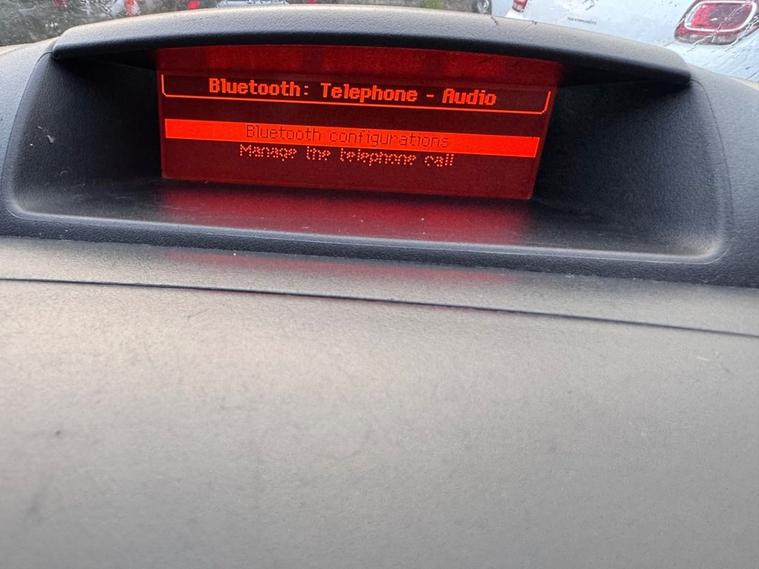 Bluetooth: Telephone - Audio
Bluetooth configurations
Manage the telephone call